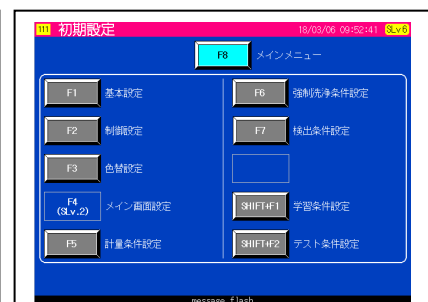 111 初期設定 18/03/06 09:52:41 SLv6
F8 メインメニュー
F1 基本設定
F6 強制洗浄条件設定
F2 制御設定
F7 検出条件設定
F3 色替設定
F4
(SLv.2) メイン画面設定
SHIFT+F1 学習条件設定
F5 計量条件設定
SHIFT+F2 テスト条件設定
message flash